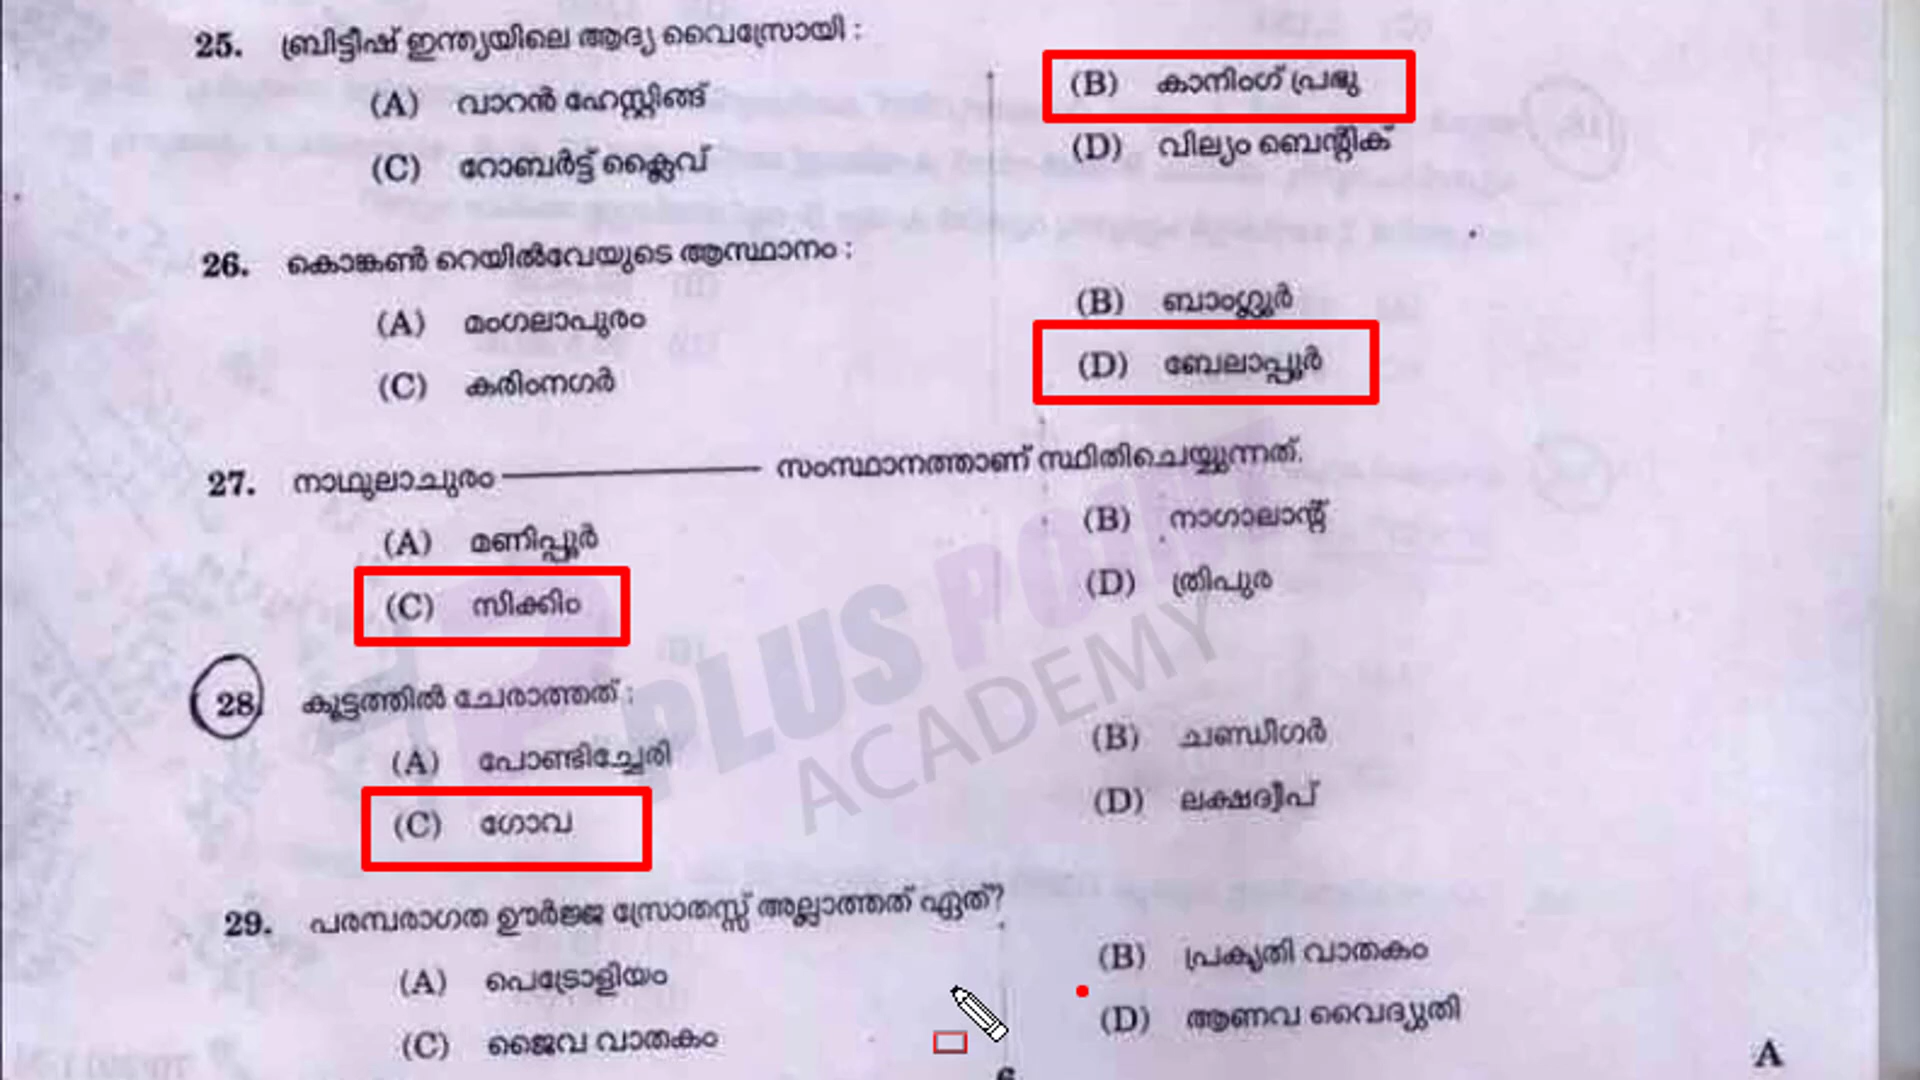 25. ബ്രിട്ടീഷ് ഇന്ത്യയിലെ ആദ്യ വൈസ്രോയി :
(A) വാറൻ ഹേസ്റ്റിങ്ങ്
(B) കാനിംഗ് പ്രഭു
(C) റോബർട്ട് ക്ലൈവ്
(D) വില്യം ബെന്റിക്
26. കൊങ്കൺ റെയിൽവേയുടെ ആസ്ഥാനം :
(A) മംഗലാപുരം
(B) ബാംഗ്ലൂർ
(C) കരിംനഗർ
(D) ബേലാപ്പൂർ
27. നാഥുലാചുരം ———— സംസ്ഥാനത്താണ് സ്ഥിതിചെയ്യുന്നത്.
(A) മണിപ്പൂർ
(B) നാഗാലാന്റ്
(C) സിക്കിം
(D) ത്രിപുര
28 കൂട്ടത്തിൽ ചേരാത്തത് :
(A) പോണ്ടിച്ചേരി
(B) ചണ്ഡീഗർ
(C) ഗോവ
(D) ലക്ഷദ്വീപ്
29. പരമ്പരാഗത ഊർജ്ജ സ്രോതസ്സ് അല്ലാത്തത് ഏത്?
(A) പെട്രോളിയം
(B) പ്രകൃതി വാതകം
(C) ജൈവ വാതകം
(D) ആണവ വൈദ്യുതി
6
A
PLUS POINT
ACADEMY